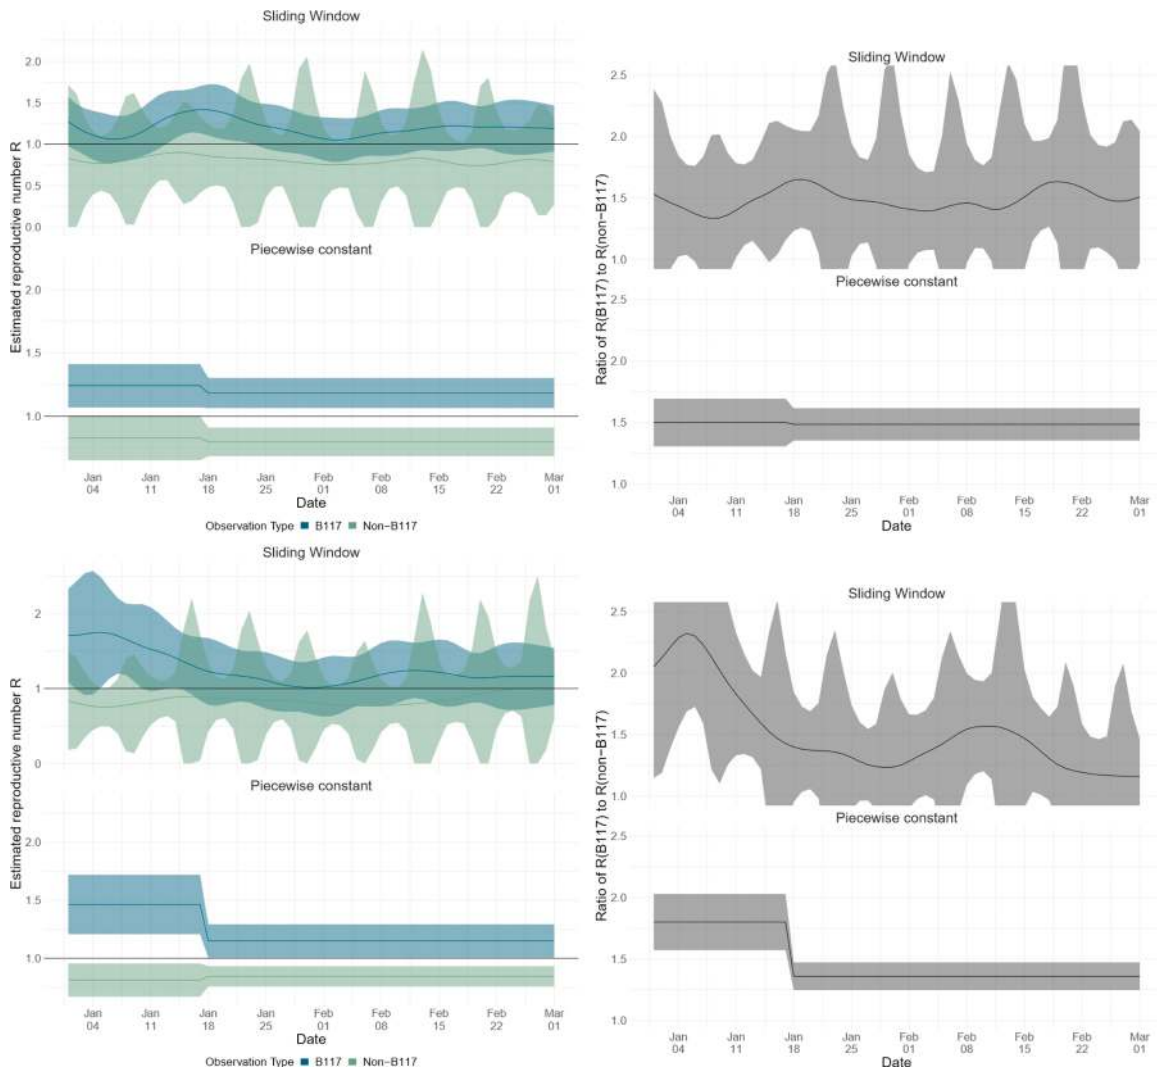 Sliding Window
Estimated reproductive number R
2.0
1.5
1.0
0.5
0.0
Piecewise constant
2.0
1.5
1.0
Jan 04
Jan 11
Jan 18
Jan 25
Feb 01
Feb 08
Feb 15
Feb 22
Mar 01
Date
Observation Type B117 Non−B117
Sliding Window
Ratio of R(B117) to R(non−B117)
2.5
2.0
1.5
1.0
Piecewise constant
2.5
2.0
1.5
1.0
Jan 04
Jan 11
Jan 18
Jan 25
Feb 01
Feb 08
Feb 15
Feb 22
Mar 01
Date
Sliding Window
Estimated reproductive number R
2
1
0
Piecewise constant
2.0
1.5
1.0
Jan 04
Jan 11
Jan 18
Jan 25
Feb 01
Feb 08
Feb 15
Feb 22
Mar 01
Date
Observation Type B117 Non−B117
Sliding Window
Ratio of R(B117) to R(non−B117)
2.5
2.0
1.5
1.0
Piecewise constant
2.5
2.0
1.5
1.0
Jan 04
Jan 11
Jan 18
Jan 25
Feb 01
Feb 08
Feb 15
Feb 22
Mar 01
Date